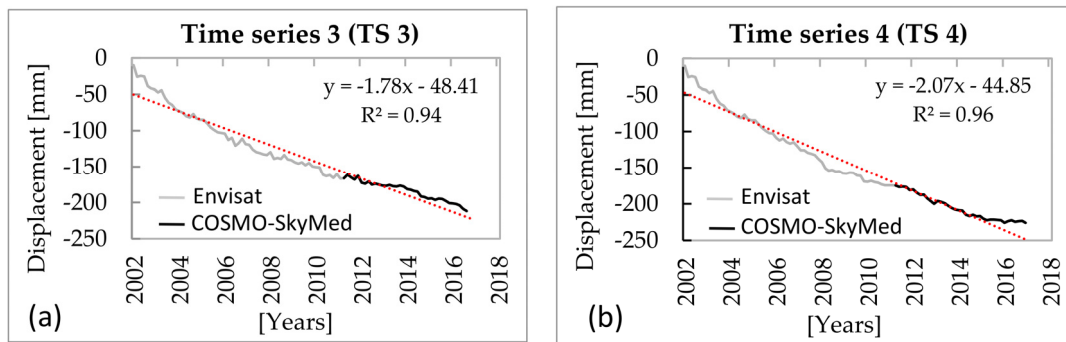 Time series 3 (TS 3)
Displacement [mm]
0
-50
-100
-150
-200
-250
y = -1.78x - 48.41
R² = 0.94
Envisat
COSMO-SkyMed
2002
2004
2006
2008
2010
2012
2014
2016
2018
[Years]
(a)
Time series 4 (TS 4)
Displacement [mm]
0
-50
-100
-150
-200
-250
y = -2.07x - 44.85
R² = 0.96
Envisat
COSMO-SkyMed
2002
2004
2006
2008
2010
2012
2014
2016
2018
[Years]
(b)